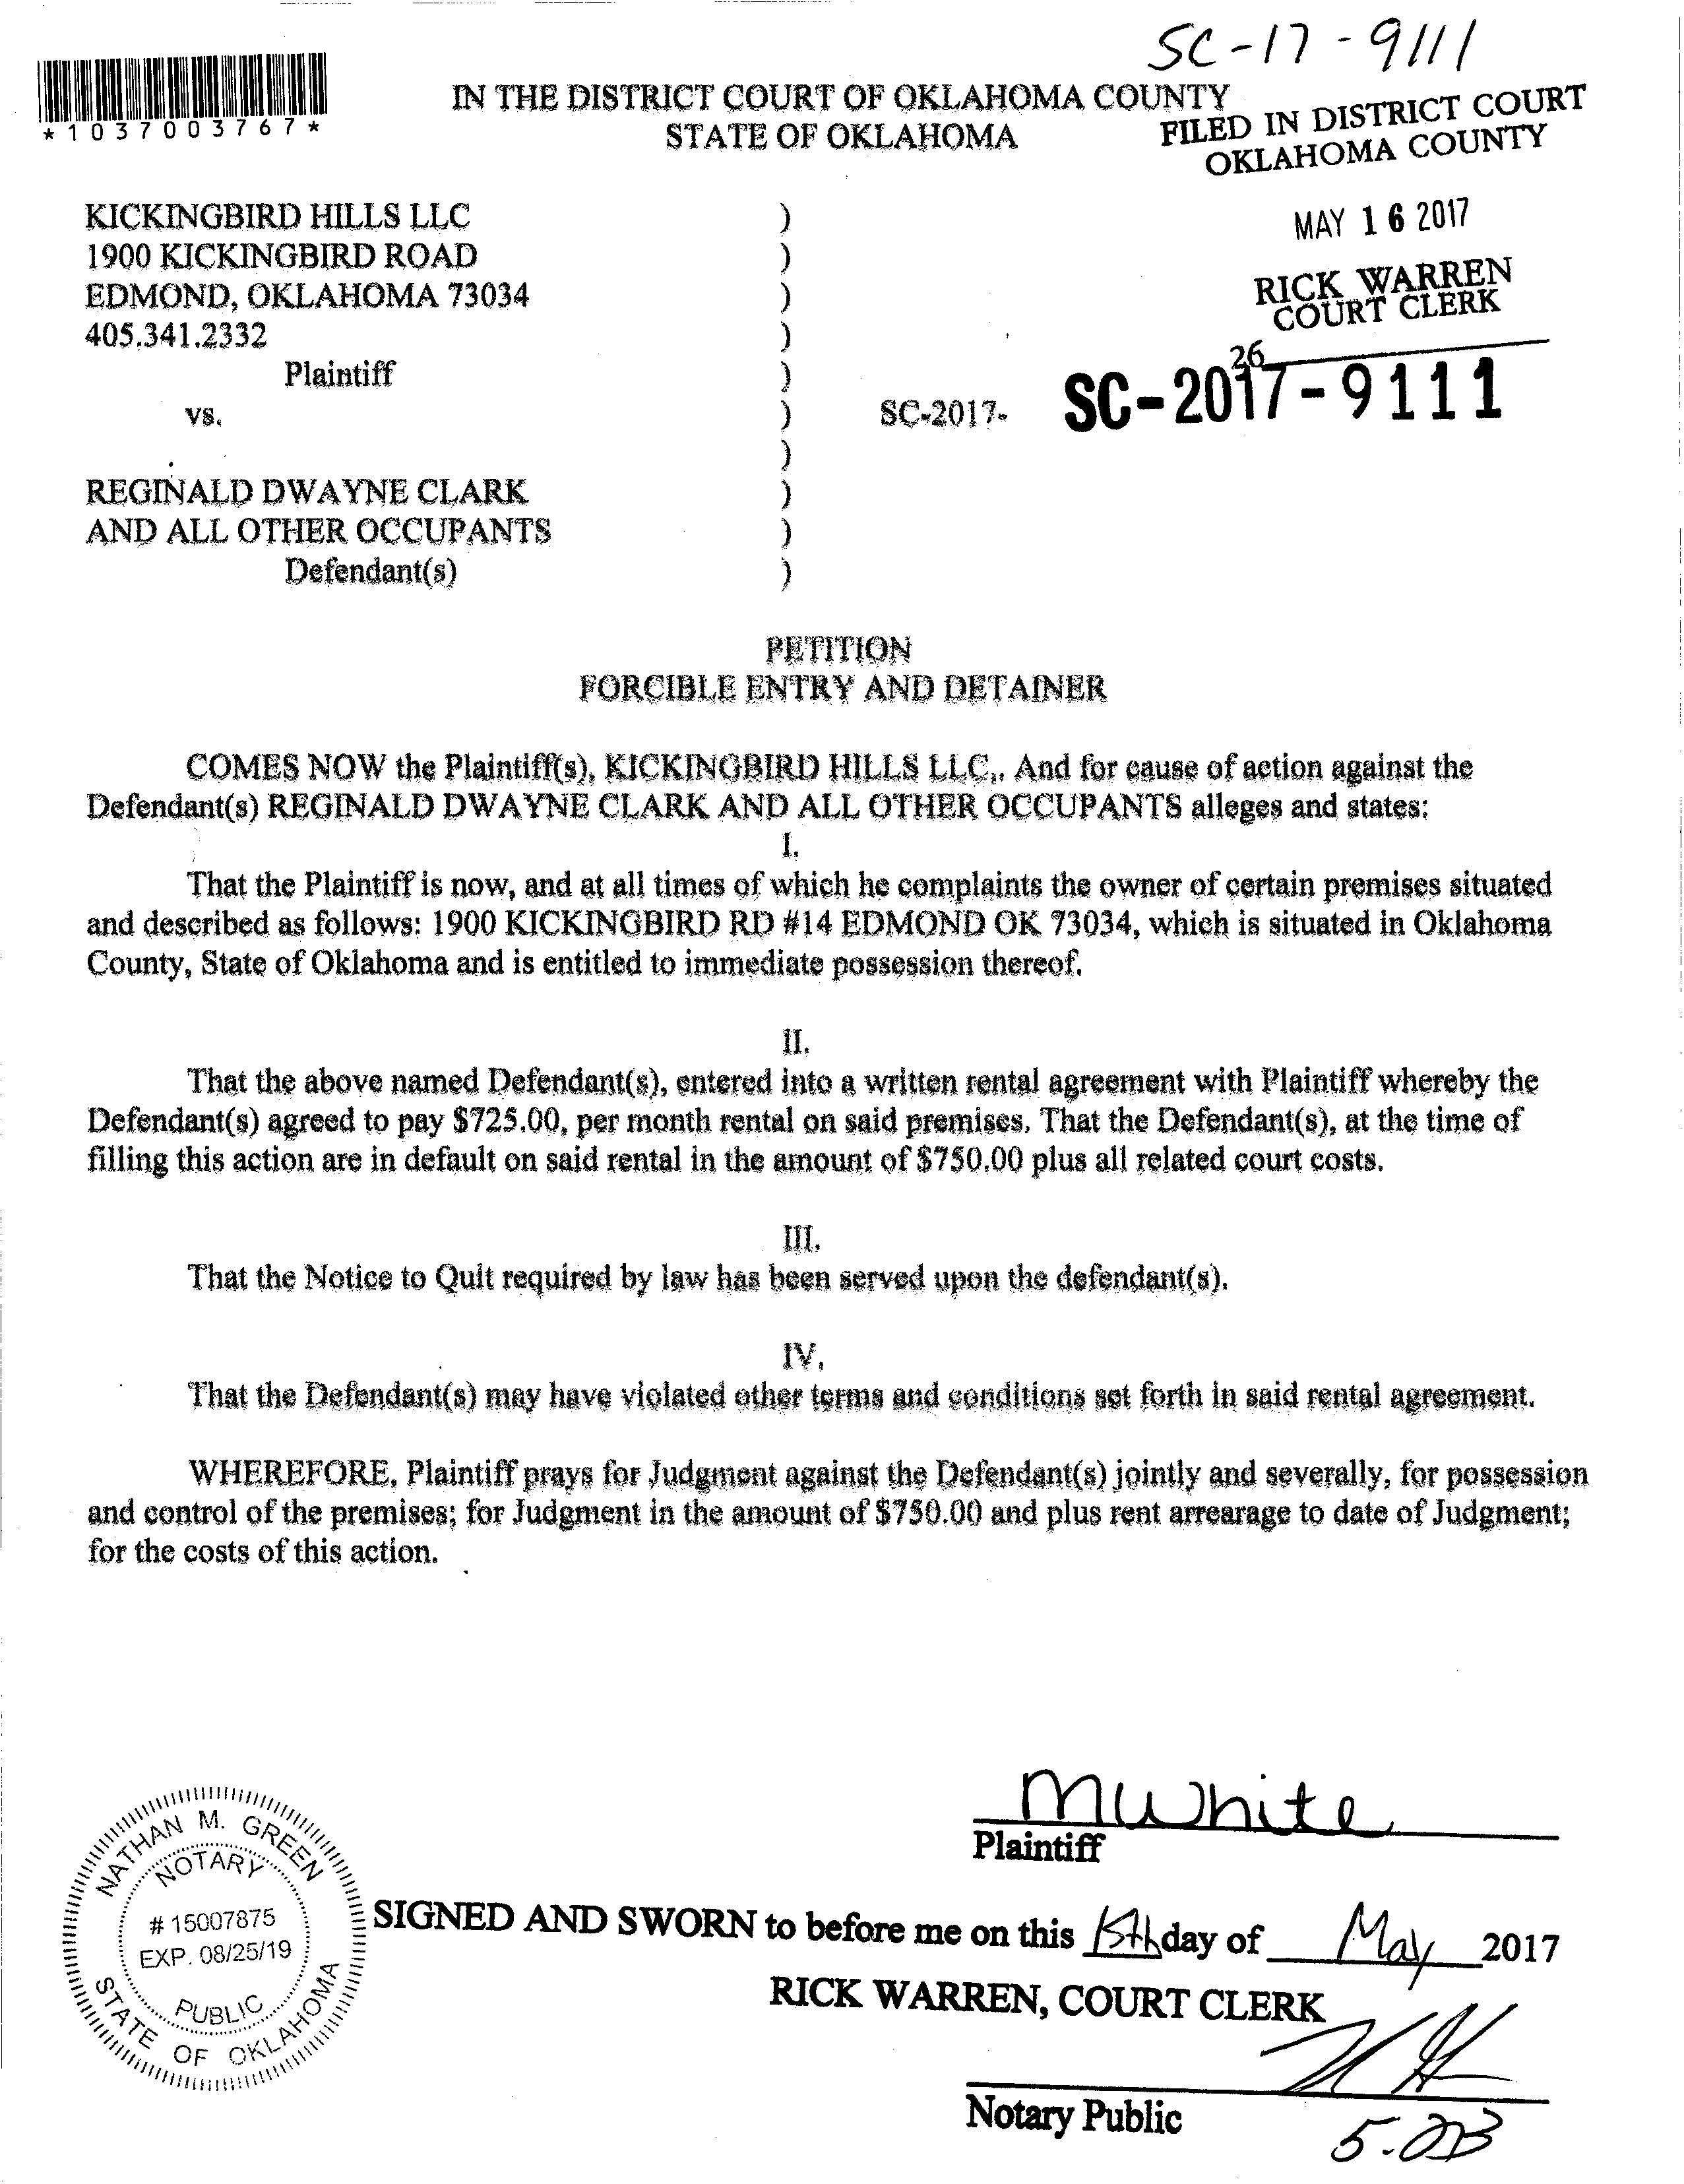 SC-17-9111
*1037003767*
IN THE DISTRICT COURT OF OKLAHOMA COUNTY
STATE OF OKLAHOMA
FILED IN DISTRICT COURT
OKLAHOMA COUNTY
MAY 16 2017
RICK WARREN
COURT CLERK
26
KICKINGBIRD HILLS LLC )
1900 KICKINGBIRD ROAD )
EDMOND, OKLAHOMA 73034 )
405.341.2332 )
Plaintiff )
vs. ) SC-2017- SC-2017-9111
)
REGINALD DWAYNE CLARK )
AND ALL OTHER OCCUPANTS )
Defendant(s) )
PETITION
FORCIBLE ENTRY AND DETAINER
COMES NOW the Plaintiff(s), KICKINGBIRD HILLS LLC,. And for cause of action against the
Defendant(s) REGINALD DWAYNE CLARK AND ALL OTHER OCCUPANTS alleges and states:
I.
That the Plaintiff is now, and at all times of which he complaints the owner of certain premises situated
and described as follows: 1900 KICKINGBIRD RD #14 EDMOND OK 73034, which is situated in Oklahoma
County, State of Oklahoma and is entitled to immediate possession thereof.
II.
That the above named Defendant(s), entered into a written rental agreement with Plaintiff whereby the
Defendant(s) agreed to pay $725.00, per month rental on said premises. That the Defendant(s), at the time of
filling this action are in default on said rental in the amount of $750.00 plus all related court costs.
III.
That the Notice to Quit required by law has been served upon the defendant(s).
IV.
That the Defendant(s) may have violated other terms and conditions set forth in said rental agreement.
WHEREFORE, Plaintiff prays for Judgment against the Defendant(s) jointly and severally, for possession
and control of the premises; for Judgment in the amount of $750.00 and plus rent arrearage to date of Judgment;
for the costs of this action.
MWhite
Plaintiff
NATHAN M. GREEN
NOTARY
# 15007875
EXP. 08/25/19
PUBLIC
STATE OF OKLAHOMA
SIGNED AND SWORN to before me on this 15th day of May 2017
RICK WARREN, COURT CLERK
Notary Public